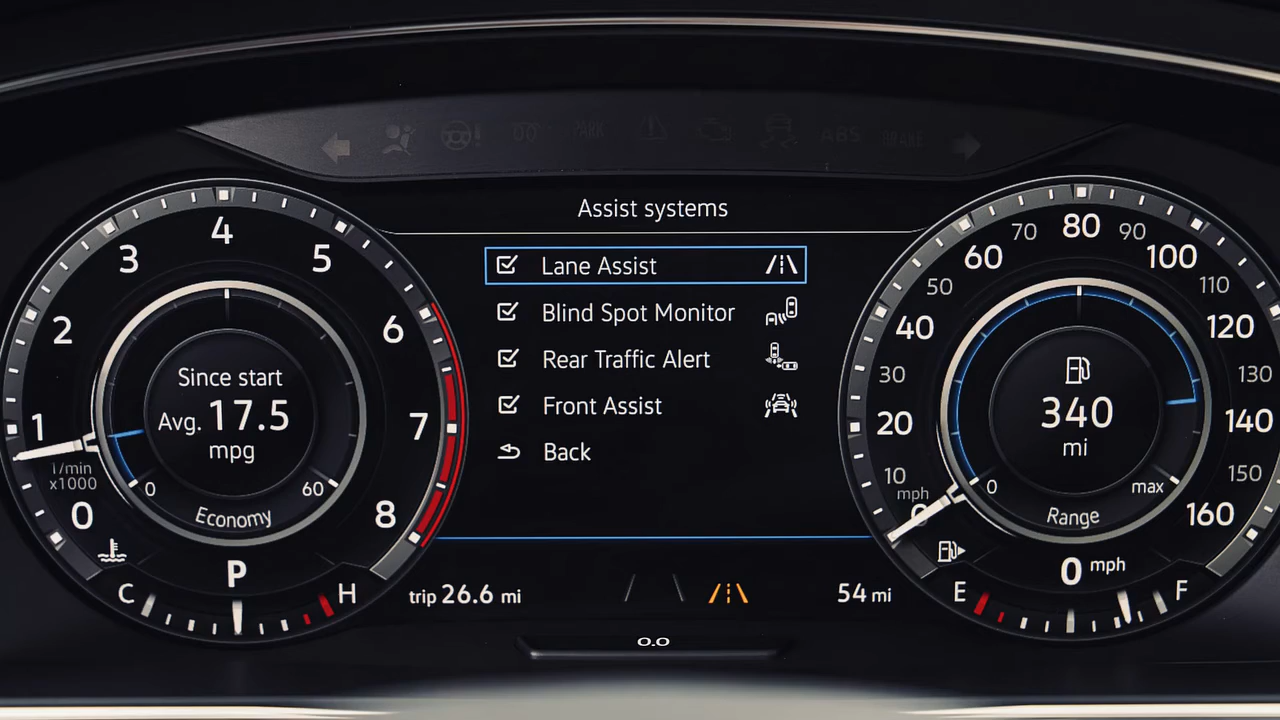 PARK
ABS
BRAKE
Assist systems
Lane Assist
Blind Spot Monitor
Rear Traffic Alert
Front Assist
Back
0
1
2
3
4
5
6
7
8
1/min
x1000
Since start
Avg. 17.5
mpg
0
60
Economy
P
C
H
trip 26.6 mi
54 mi
0.0
0
10
20
30
40
50
60
70
80
90
100
110
120
130
140
150
160
mph
340
mi
0
max
Range
0 mph
E
F